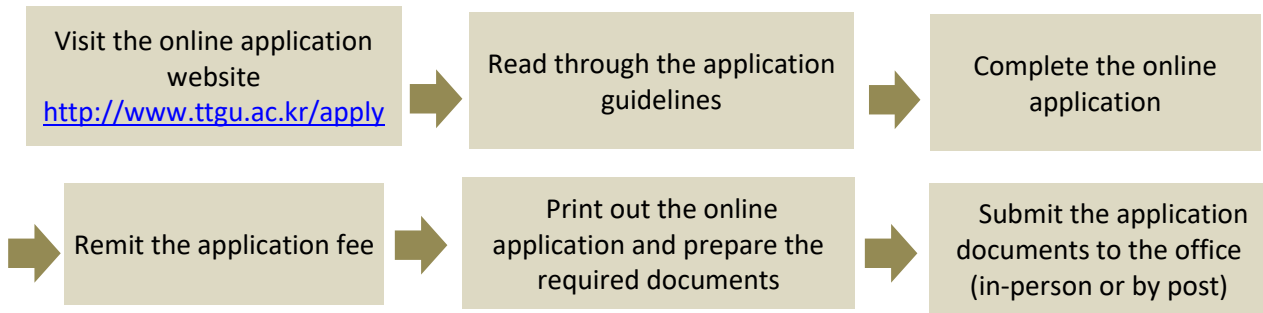 Visit the online application
website
http://www.ttgu.ac.kr/apply
Read through the application
guidelines
Complete the online
application
Remit the application fee
Print out the online
application and prepare the
required documents
Submit the application
documents to the office
(in-person or by post)